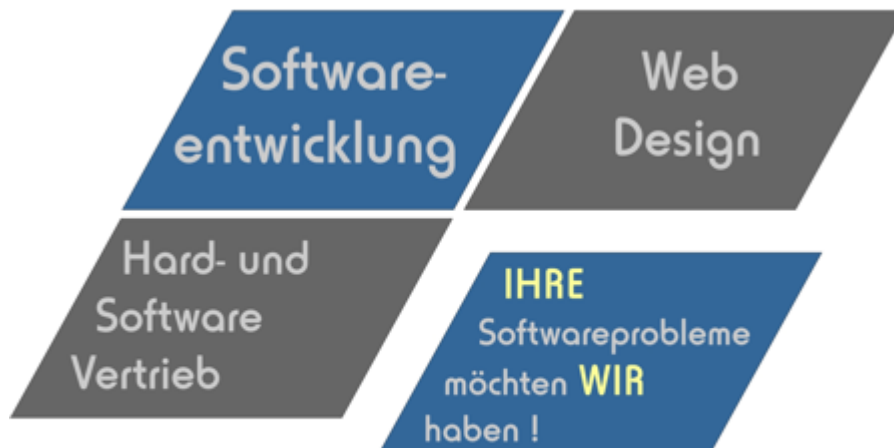 Software-
entwicklung
Web
Design
Hard- und
Software
Vertrieb
IHRE
Softwareprobleme
möchten WIR
haben !